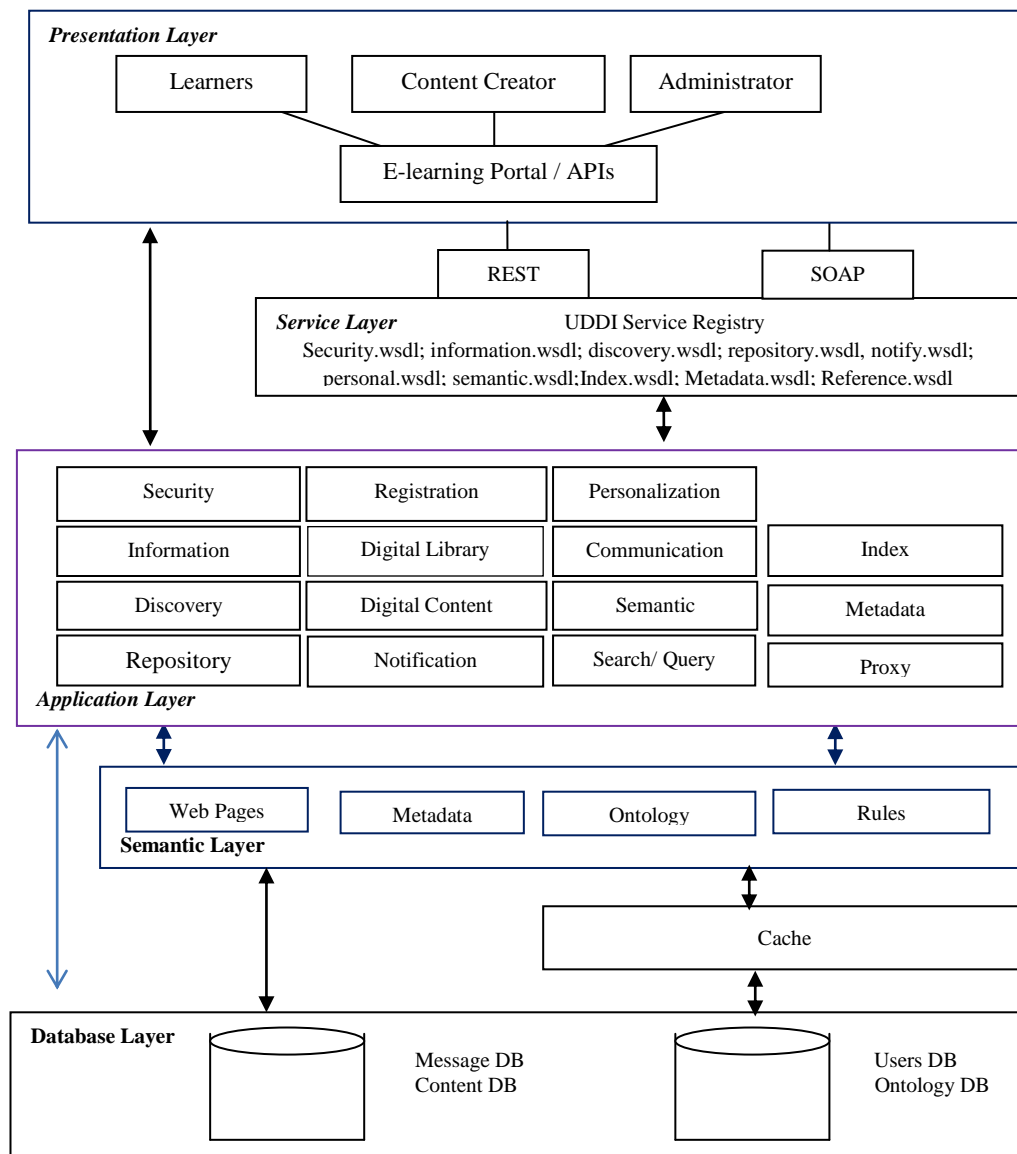 Presentation Layer
Learners
Content Creator
Administrator
E-learning Portal / APIs
REST
SOAP
Service Layer
UDDI Service Registry
Security.wsdl; information.wsdl; discovery.wsdl; repository.wsdl, notify.wsdl;
personal.wsdl; semantic.wsdl;Index.wsdl; Metadata.wsdl; Reference.wsdl
Security
Registration
Personalization
Information
Digital Library
Communication
Index
Discovery
Digital Content
Semantic
Metadata
Repository
Notification
Search/ Query
Proxy
Application Layer
Web Pages
Metadata
Ontology
Rules
Semantic Layer
Cache
Database Layer
Message DB
Content DB
Users DB
Ontology DB